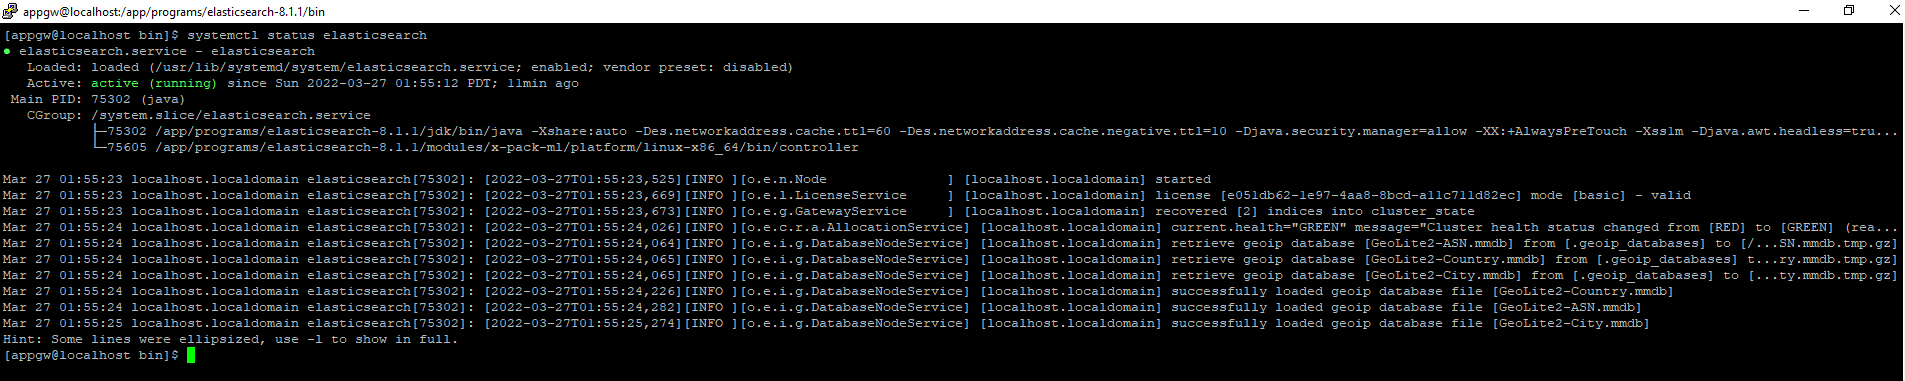 appgw@localhost:/app/programs/elasticsearch-8.1.1/bin
[appgw@localhost bin]$ systemctl status elasticsearch
● elasticsearch.service - elasticsearch
   Loaded: loaded (/usr/lib/systemd/system/elasticsearch.service; enabled; vendor preset: disabled)
   Active: active (running) since Sun 2022-03-27 01:55:12 PDT; 11min ago
 Main PID: 75302 (java)
   CGroup: /system.slice/elasticsearch.service
           ├─75302 /app/programs/elasticsearch-8.1.1/jdk/bin/java -Xshare:auto -Des.networkaddress.cache.ttl=60 -Des.networkaddress.cache.negative.ttl=10 -Djava.security.manager=allow -XX:+AlwaysPreTouch -Xss1m -Djava.awt.headless=tru...
           └─75605 /app/programs/elasticsearch-8.1.1/modules/x-pack-ml/platform/linux-x86_64/bin/controller
Mar 27 01:55:23 localhost.localdomain elasticsearch[75302]: [2022-03-27T01:55:23,525][INFO ][o.e.n.Node               ] [localhost.localdomain] started
Mar 27 01:55:23 localhost.localdomain elasticsearch[75302]: [2022-03-27T01:55:23,669][INFO ][o.e.l.LicenseService     ] [localhost.localdomain] license [e051db62-1e97-4aa8-8bcd-a11c711d82ec] mode [basic] - valid
Mar 27 01:55:23 localhost.localdomain elasticsearch[75302]: [2022-03-27T01:55:23,673][INFO ][o.e.g.GatewayService     ] [localhost.localdomain] recovered [2] indices into cluster_state
Mar 27 01:55:24 localhost.localdomain elasticsearch[75302]: [2022-03-27T01:55:24,026][INFO ][o.e.c.r.a.AllocationService] [localhost.localdomain] current.health="GREEN" message="Cluster health status changed from [RED] to [GREEN] (rea...
Mar 27 01:55:24 localhost.localdomain elasticsearch[75302]: [2022-03-27T01:55:24,064][INFO ][o.e.i.g.DatabaseNodeService] [localhost.localdomain] retrieve geoip database [GeoLite2-ASN.mmdb] from [.geoip_databases] to [/...SN.mmdb.tmp.gz]
Mar 27 01:55:24 localhost.localdomain elasticsearch[75302]: [2022-03-27T01:55:24,065][INFO ][o.e.i.g.DatabaseNodeService] [localhost.localdomain] retrieve geoip database [GeoLite2-Country.mmdb] from [.geoip_databases] t...ry.mmdb.tmp.gz]
Mar 27 01:55:24 localhost.localdomain elasticsearch[75302]: [2022-03-27T01:55:24,065][INFO ][o.e.i.g.DatabaseNodeService] [localhost.localdomain] retrieve geoip database [GeoLite2-City.mmdb] from [.geoip_databases] to [...ty.mmdb.tmp.gz]
Mar 27 01:55:24 localhost.localdomain elasticsearch[75302]: [2022-03-27T01:55:24,226][INFO ][o.e.i.g.DatabaseNodeService] [localhost.localdomain] successfully loaded geoip database file [GeoLite2-Country.mmdb]
Mar 27 01:55:24 localhost.localdomain elasticsearch[75302]: [2022-03-27T01:55:24,282][INFO ][o.e.i.g.DatabaseNodeService] [localhost.localdomain] successfully loaded geoip database file [GeoLite2-ASN.mmdb]
Mar 27 01:55:25 localhost.localdomain elasticsearch[75302]: [2022-03-27T01:55:25,274][INFO ][o.e.i.g.DatabaseNodeService] [localhost.localdomain] successfully loaded geoip database file [GeoLite2-City.mmdb]
Hint: Some lines were ellipsized, use -l to show in full.
[appgw@localhost bin]$